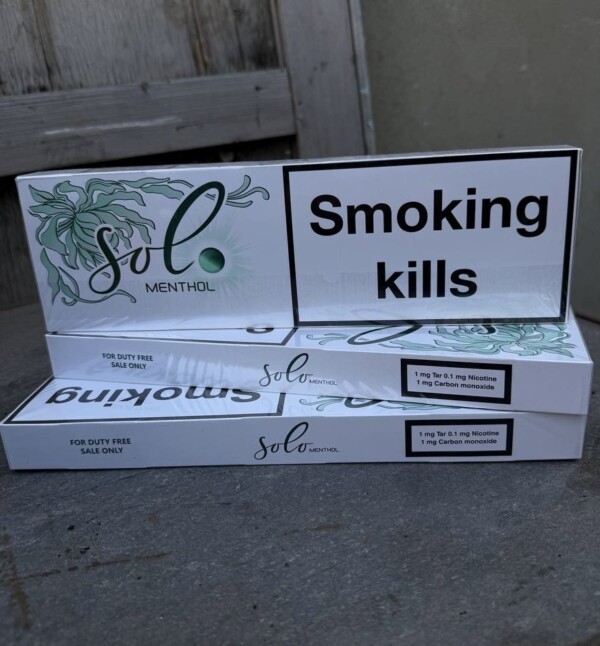 solo
MENTHOL
Smoking
kills
FOR DUTY FREE
SALE ONLY
solo MENTHOL
1 mg Tar 0.1 mg Nicotine
1 mg Carbon monoxide
Smoking
FOR DUTY FREE
SALE ONLY
solo MENTHOL
1 mg Tar 0.1 mg Nicotine
1 mg Carbon monoxide